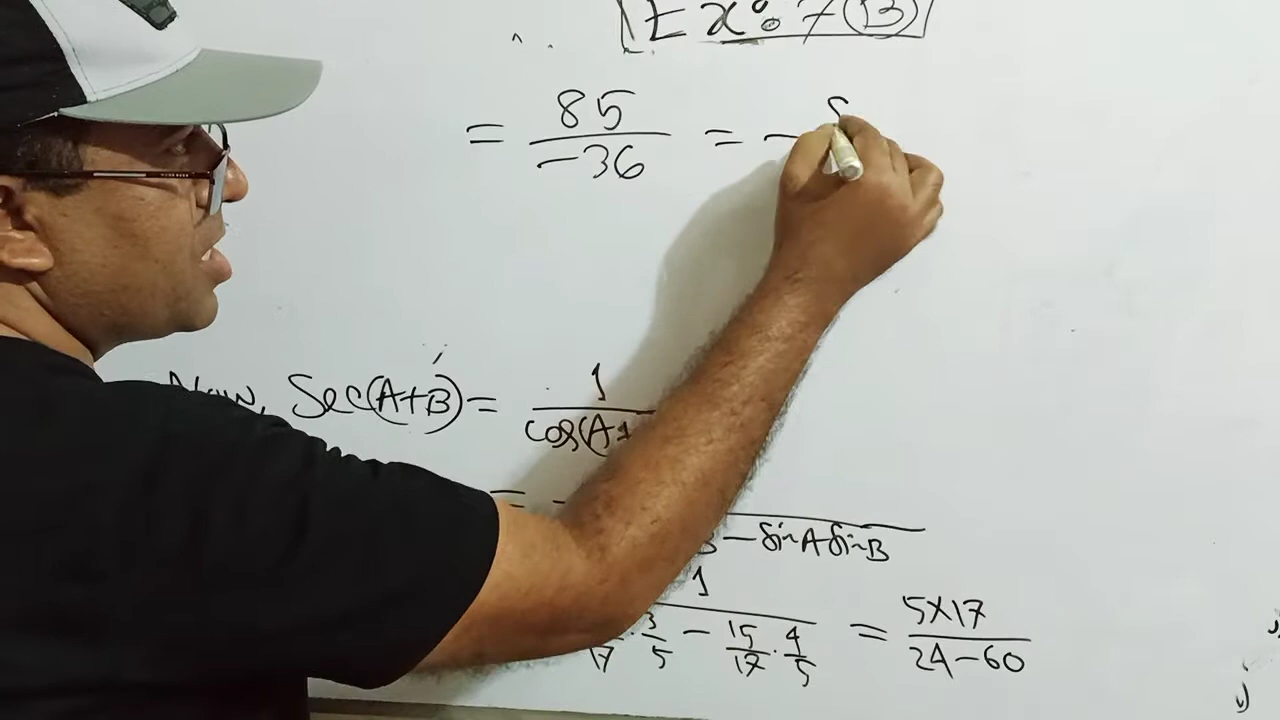 Ex: 7(B)
= 85/-36 = -
Now, Sec(A+B) = 1/cos(A+
= - sinA sinB
1/17 · 3/5 - 15/17 · 4/5 = 5×17/24-60